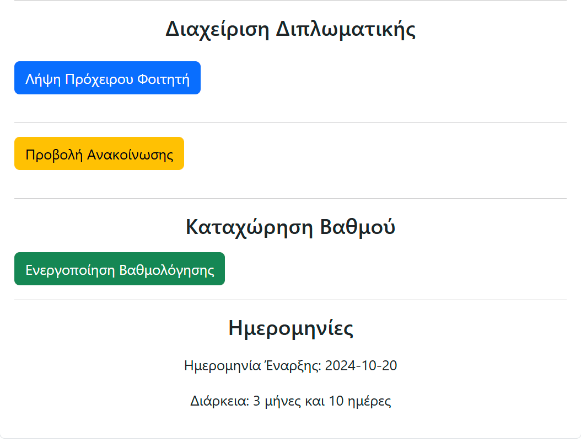 Διαχείριση Διπλωματικής
Λήψη Πρόχειρου Φοιτητή
Προβολή Ανακοίνωσης
Καταχώρηση Βαθμού
Ενεργοποίηση Βαθμολόγησης
Ημερομηνίες
Ημερομηνία Έναρξης: 2024-10-20
Διάρκεια: 3 μήνες και 10 ημέρες